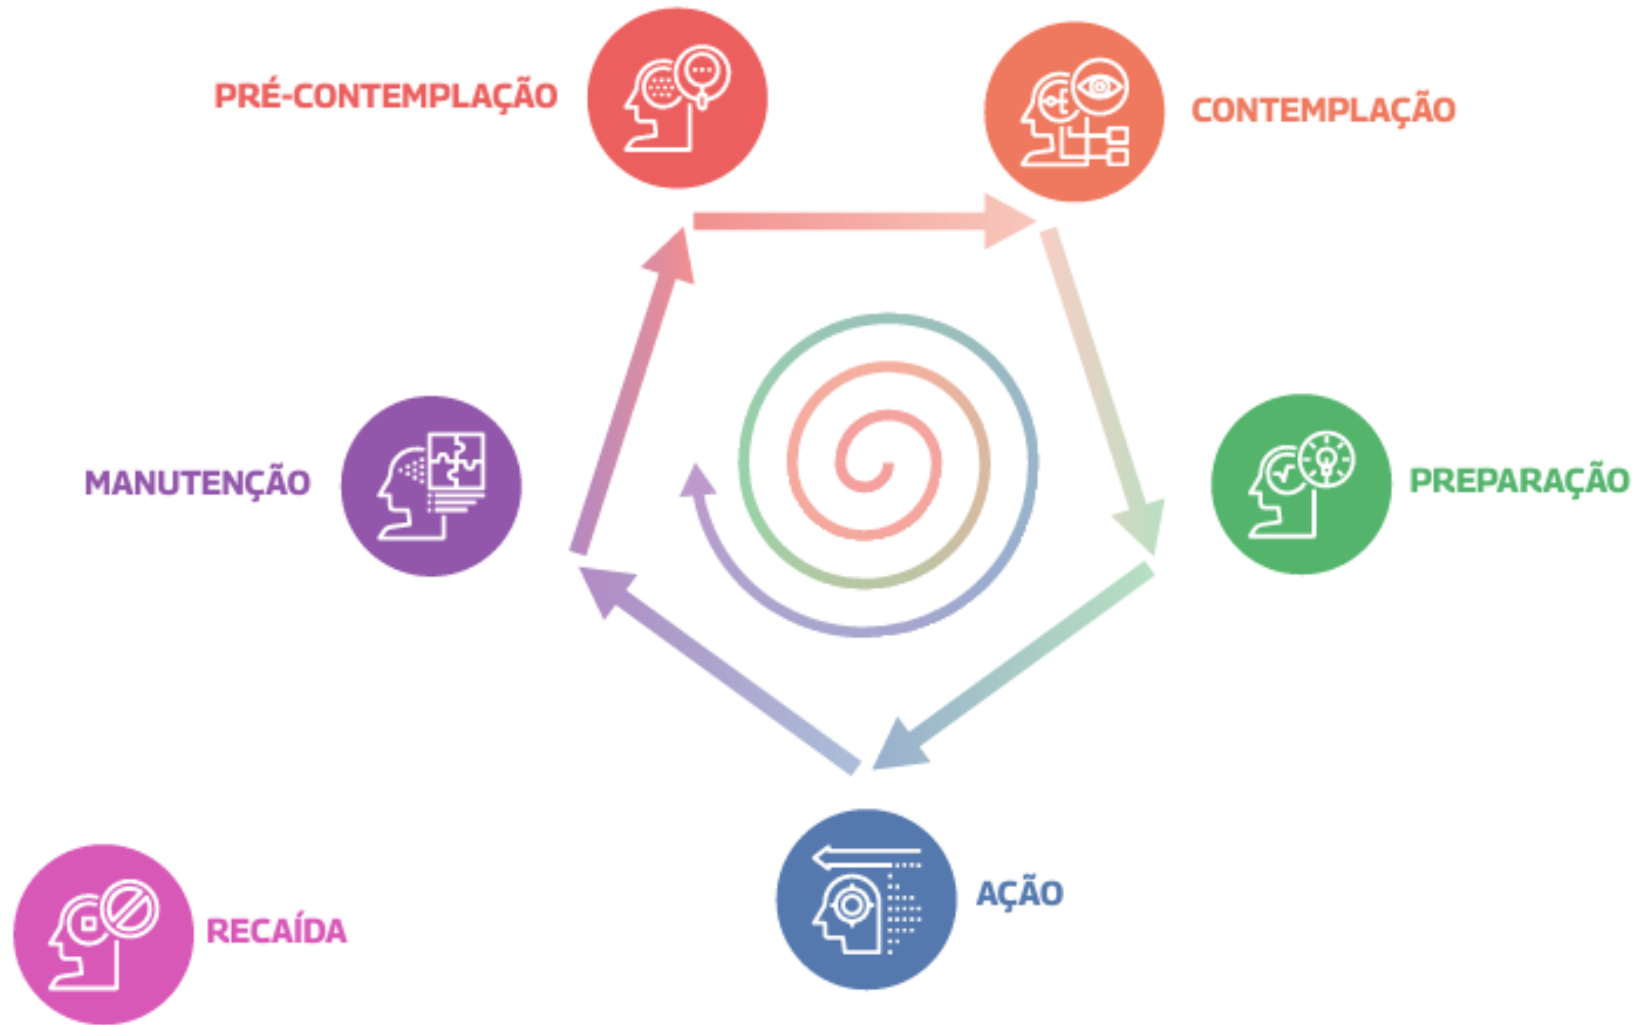 PRÉ-CONTEMPLAÇÃO
CONTEMPLAÇÃO
MANUTENÇÃO
PREPARAÇÃO
AÇÃO
RECAÍDA